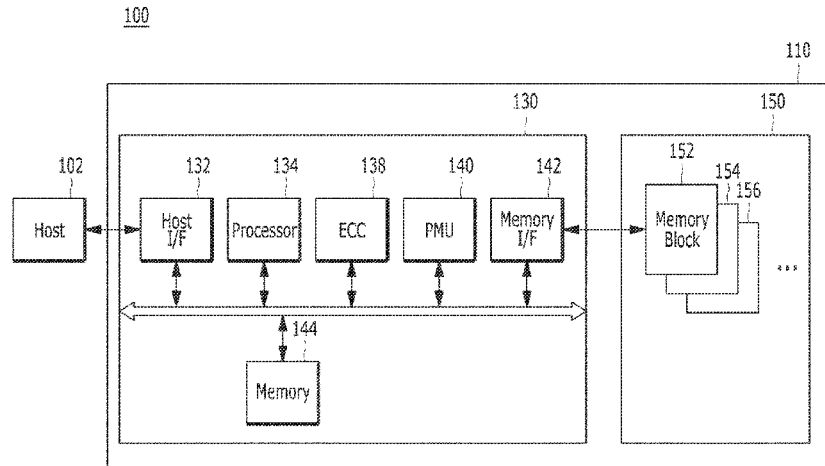 100
110
130
150
102
132
134
138
140
142
152
154
156
Host
Host
I/F
Processor
ECC
PMU
Memory
I/F
Memory
Block
...
144
Memory